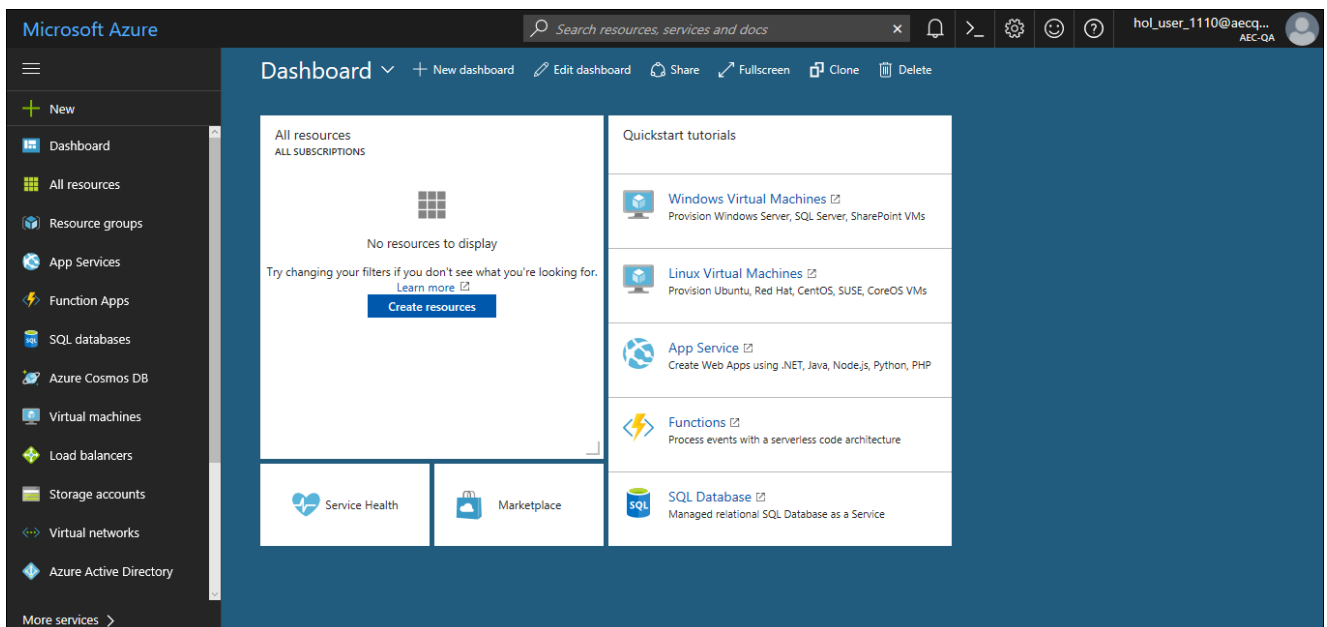 Microsoft Azure
Search resources, services and docs
hol_user_1110@aecq...
AEC-QA
New
Dashboard
All resources
Resource groups
App Services
Function Apps
SQL databases
Azure Cosmos DB
Virtual machines
Load balancers
Storage accounts
Virtual networks
Azure Active Directory
More services
Dashboard
New dashboard
Edit dashboard
Share
Fullscreen
Clone
Delete
All resources
ALL SUBSCRIPTIONS
No resources to display
Try changing your filters if you don't see what you're looking for.
Learn more
Create resources
Service Health
Marketplace
Quickstart tutorials
Windows Virtual Machines
Provision Windows Server, SQL Server, SharePoint VMs
Linux Virtual Machines
Provision Ubuntu, Red Hat, CentOS, SUSE, CoreOS VMs
App Service
Create Web Apps using .NET, Java, Node.js, Python, PHP
Functions
Process events with a serverless code architecture
SQL
SQL Database
Managed relational SQL Database as a Service